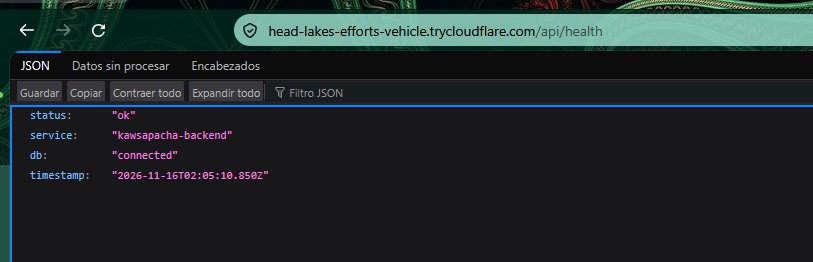 head-lakes-efforts-vehicle.trycloudflare.com/api/health
JSON Datos sin procesar Encabezados
Guardar Copiar Contraer todo Expandir todo Filtro JSON
status: "ok"
service: "kawsapacha-backend"
db: "connected"
timestamp: "2026-11-16T02:05:10.850Z"